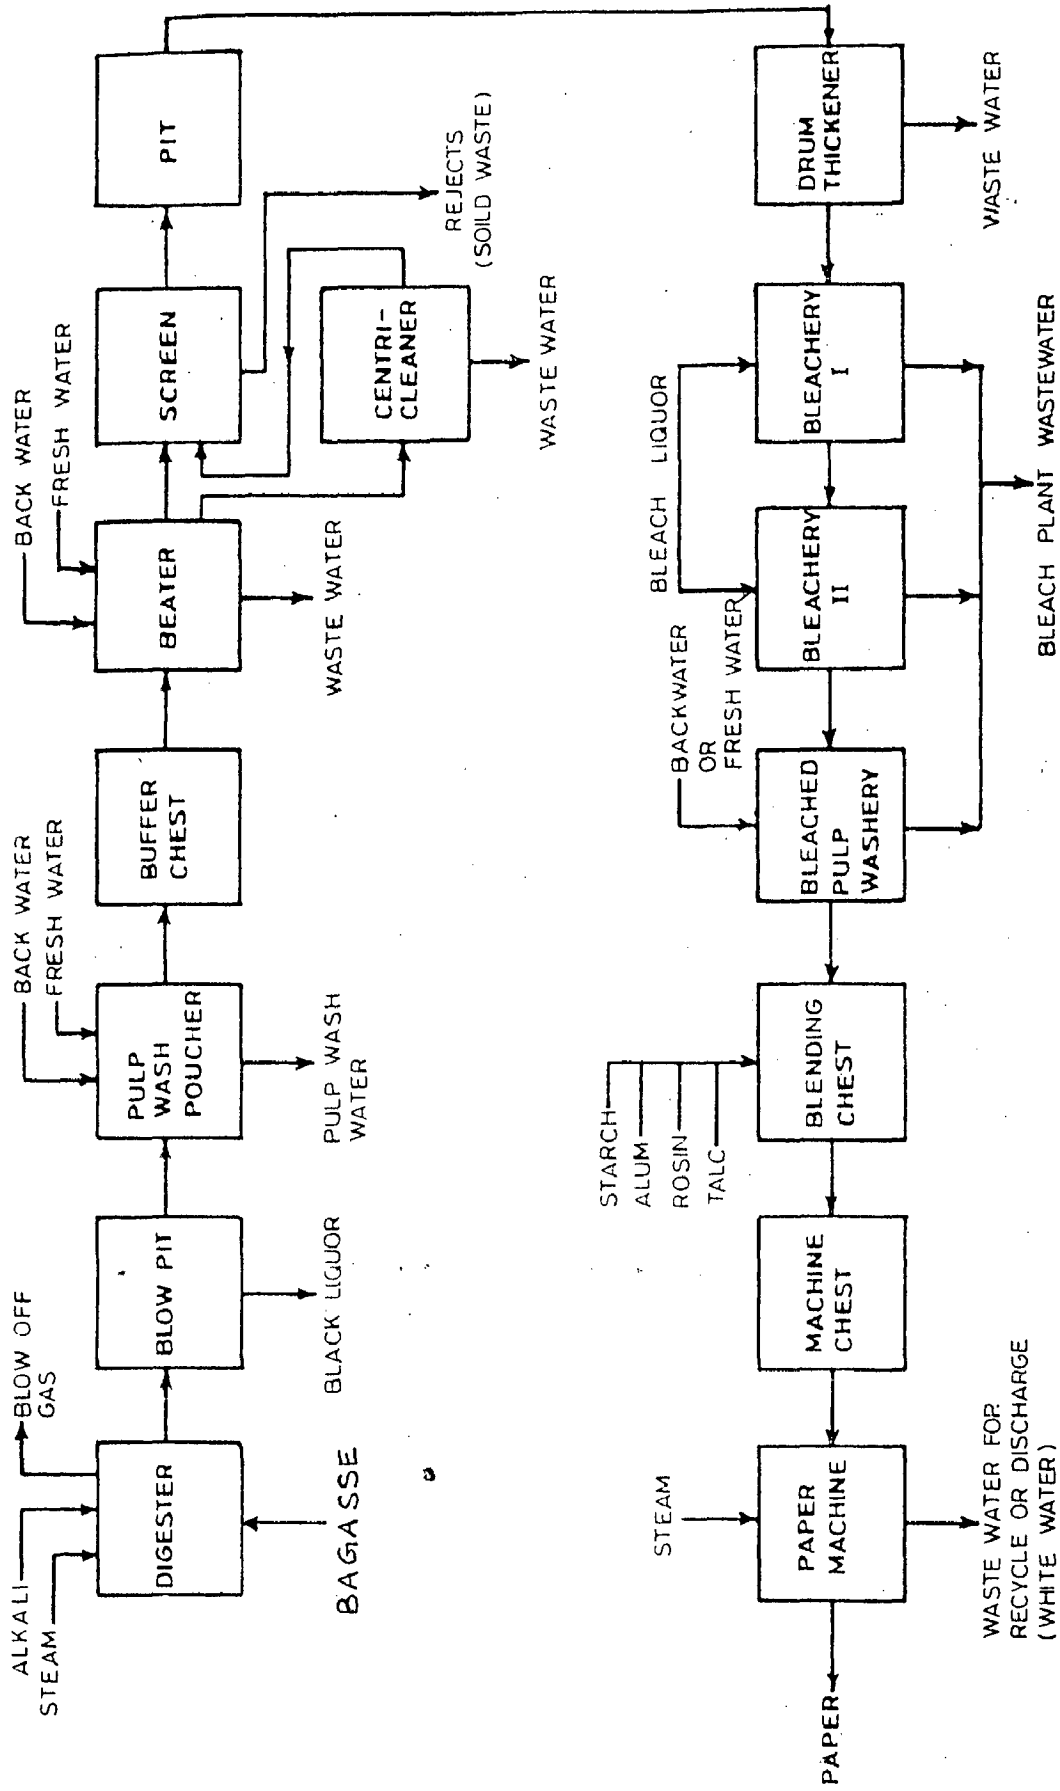 ALKALI
STEAM
BLOW OFF
GAS
DIGESTER
BAGASSE
BLOW PIT
BLACK LIQUOR
BACK WATER
FRESH WATER
PULP
WASH
POUCHER
PULP WASH
WATER
BUFFER
CHEST
BACK WATER
FRESH WATER
BEATER
WASTE WATER
SCREEN
CENTRI-
CLEANER
WASTE WATER
REJECTS
(SOILD WASTE)
PIT
DRUM
THICKENER
WASTE WATER
BLEACH LIQUOR
BLEACHERY
I
BLEACHERY
II
BACKWATER
OR
FRESH WATER
BLEACHED
PULP
WASHERY
BLEACH PLANT WASTEWATER
STARCH
ALUM
ROSIN
TALC
BLENDING
CHEST
MACHINE
CHEST
STEAM
PAPER
MACHINE
WASTE WATER FOR
RECYCLE OR DISCHARGE
(WHITE WATER)
PAPER